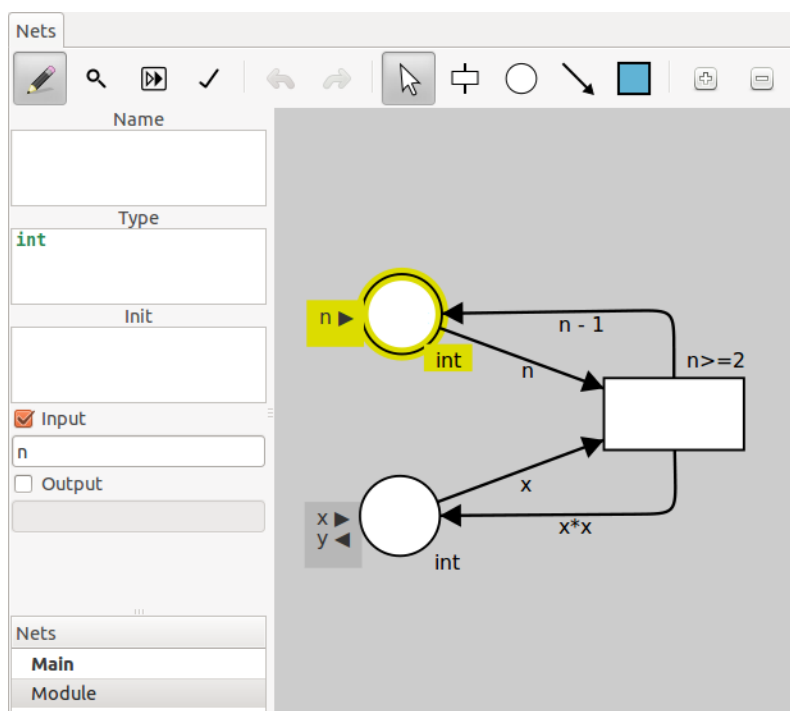 Nets
Name
Type
int
Init
Input
n
Output
Nets
Main
Module
n ▶
int
n - 1
n
n>=2
x ▶
y ◀
x
x*x
int